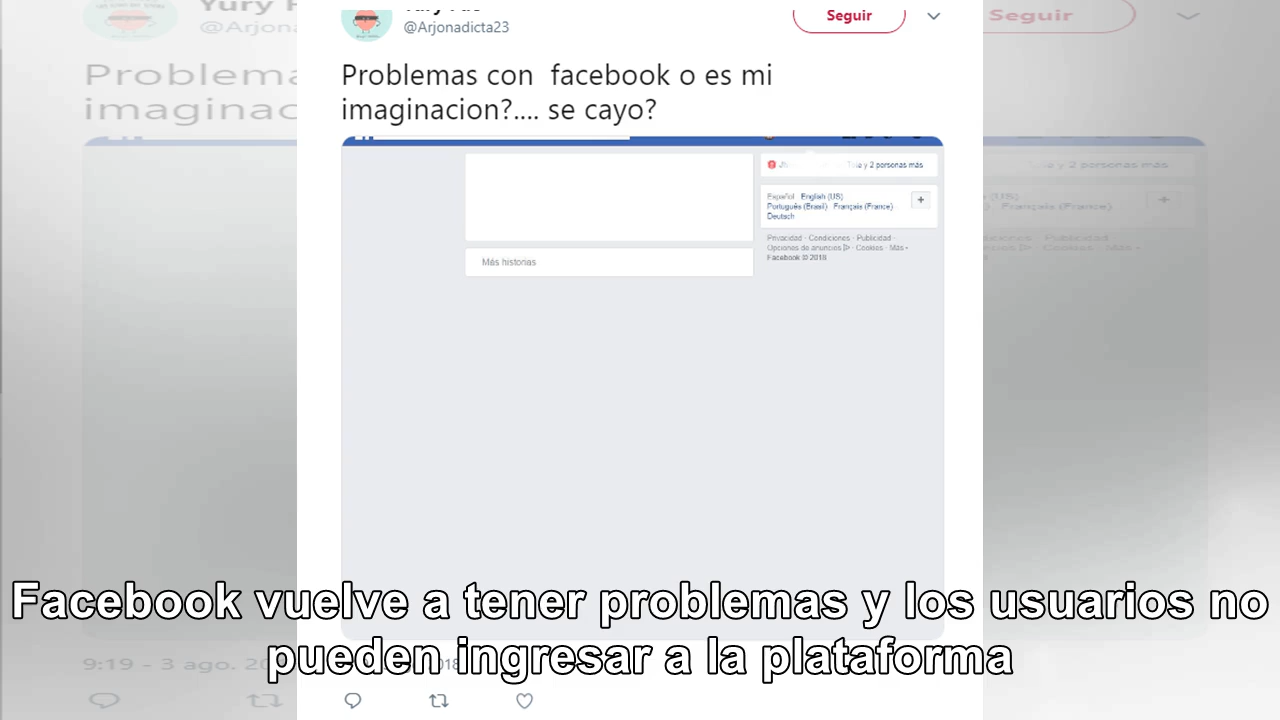 @Arjonadicta23
Seguir
Problemas con facebook o es mi
imaginacion?.... se cayo?
y 2 personas más
Español English (US)
Português (Brasil) Français (France)
Deutsch
+
Privacidad · Condiciones · Publicidad ·
Opciones de anuncios · Cookies · Más
Facebook © 2018
Más historias
Facebook vuelve a tener problemas y los usuarios no
pueden ingresar a la plataforma
9:19 - 3 ago. 2018